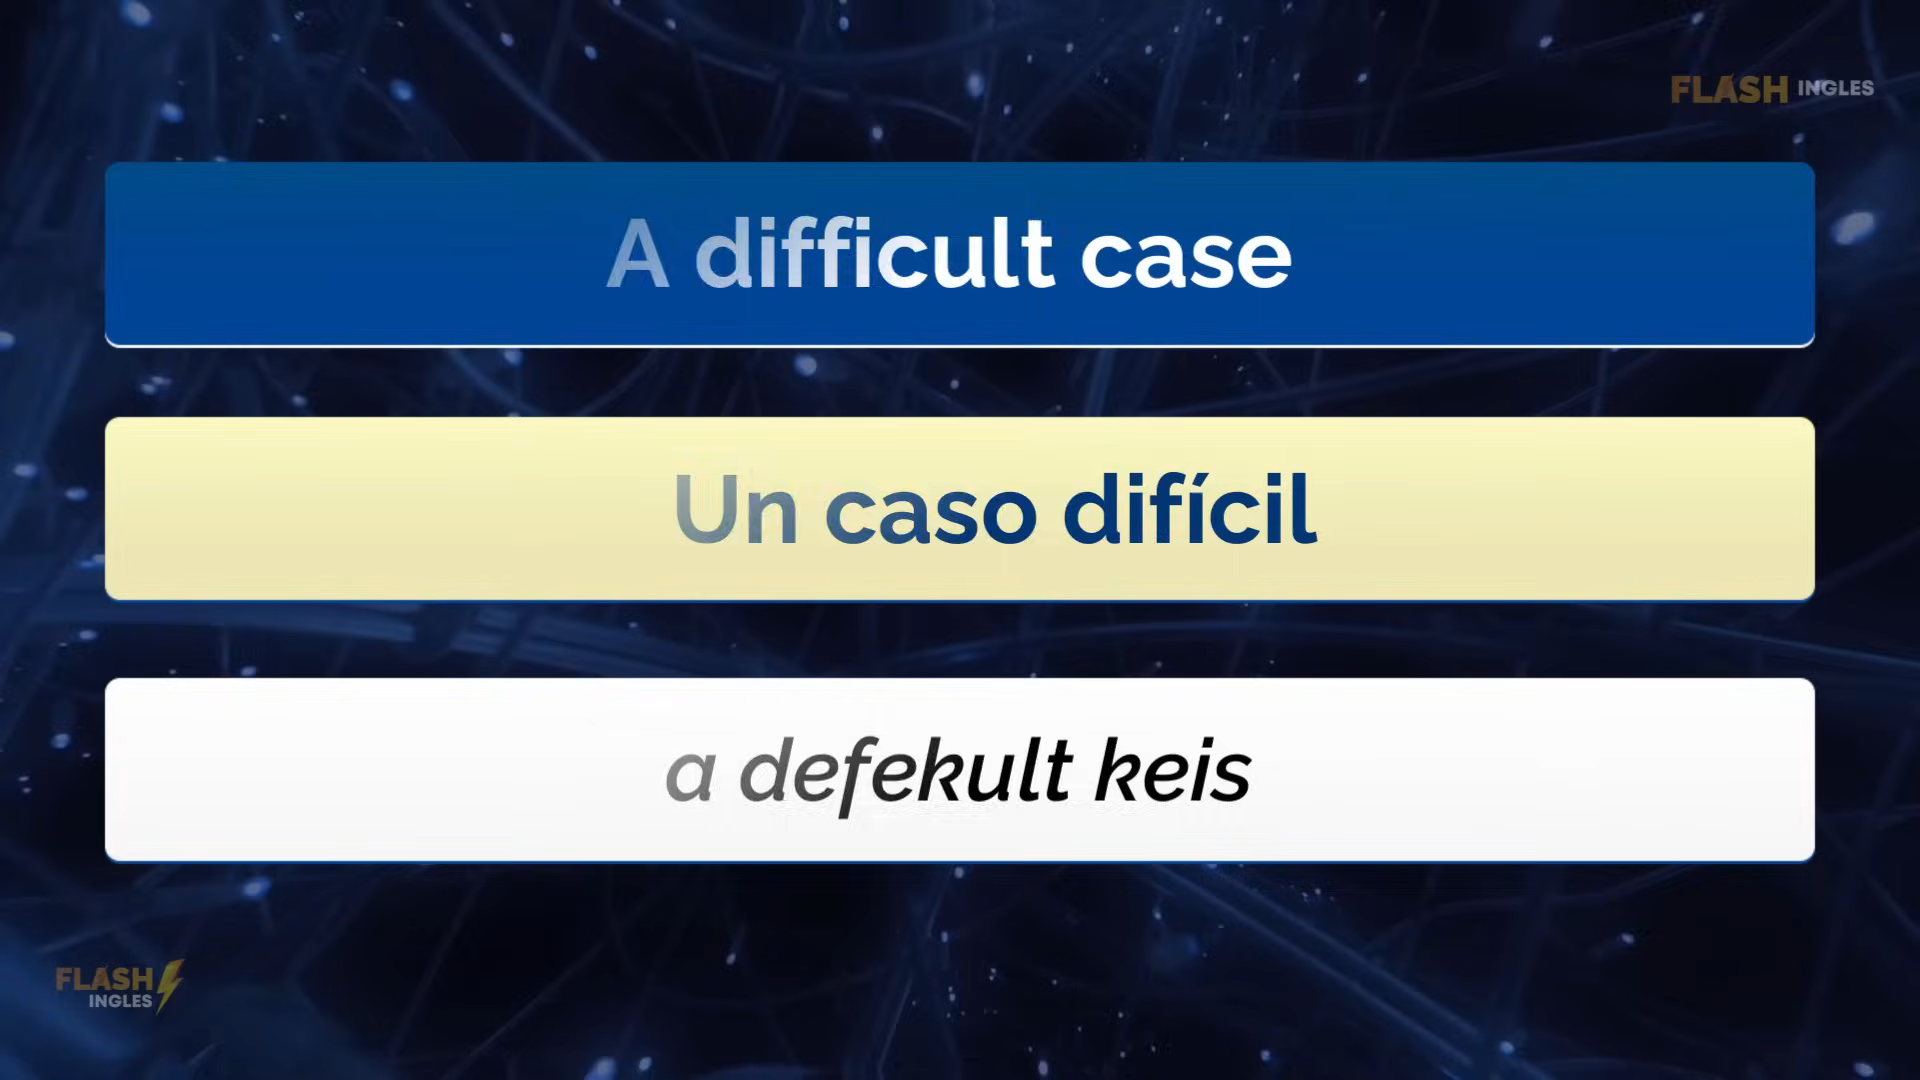 FLASH INGLES
A difficult case
Un caso difícil
a defekult keis
FLASH
INGLES